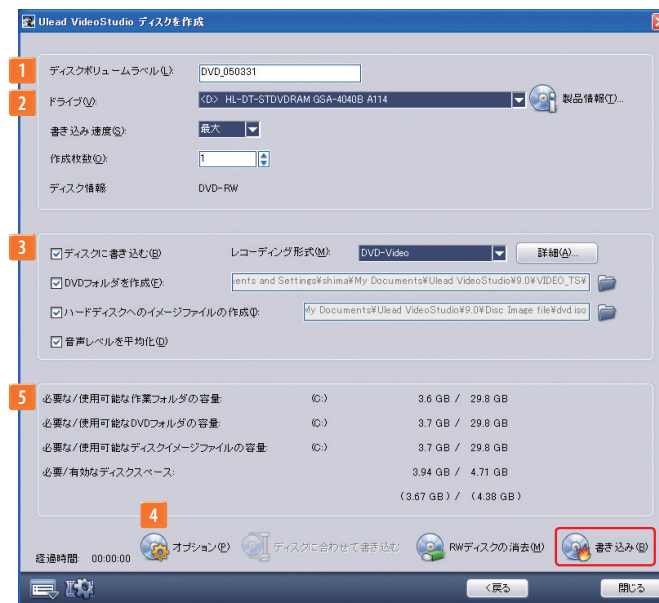 Ulead VideoStudio ディスクを作成
1
ディスクボリュームラベル(L): DVD_050331
2
ドライブ(V): <D> HL-DT-STDVDRAM GSA-4040B A114 製品情報(T)...
書き込み速度(S): 最大
作成枚数(O): 1
ディスク情報: DVD-RW
3
ディスクに書き込む(B) レコーディング形式(M): DVD-Video 詳細(A)...
DVDフォルダを作成(F): ents and Settings¥shima¥My Documents¥Ulead VideoStudio¥9.0¥VIDEO_TS¥
ハードディスクへのイメージファイルの作成(I): My Documents¥Ulead VideoStudio¥9.0¥Disc Image file¥dvd.iso
音声レベルを平均化(D)
5
必要な/使用可能な作業フォルダの容量: (C:) 3.6 GB / 29.8 GB
必要な/使用可能なDVDフォルダの容量: (C:) 3.7 GB / 29.8 GB
必要な/使用可能なディスクイメージファイルの容量: (C:) 3.7 GB / 29.8 GB
必要/有効なディスクスペース: 3.94 GB / 4.71 GB
(3.67 GB) / (4.38 GB)
4
経過時間: 00:00:00 オプション(P) ディスクに合わせて書き込む RWディスクの消去(M) 書き込み(B)
<戻る 閉じる